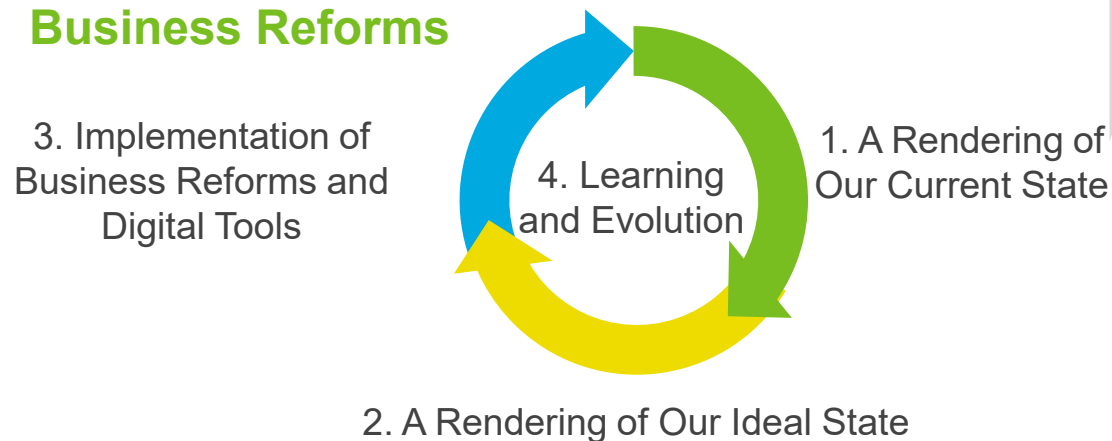 Business Reforms
3. Implementation of
Business Reforms and
Digital Tools
4. Learning
and Evolution
1. A Rendering of
Our Current State
2. A Rendering of Our Ideal State